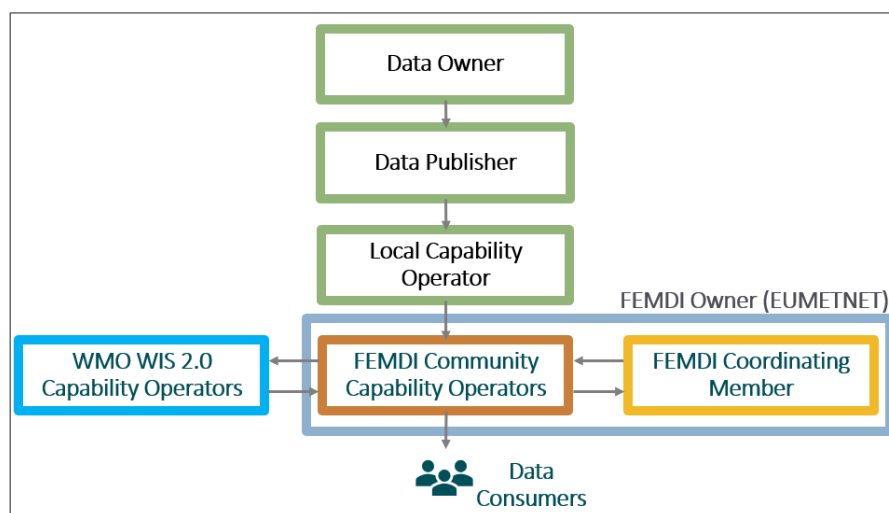 Data Owner
Data Publisher
Local Capability
Operator
FEMDI Owner (EUMETNET)
WMO WIS 2.0
Capability Operators
FEMDI Community
Capability Operators
FEMDI Coordinating
Member
Data
Consumers